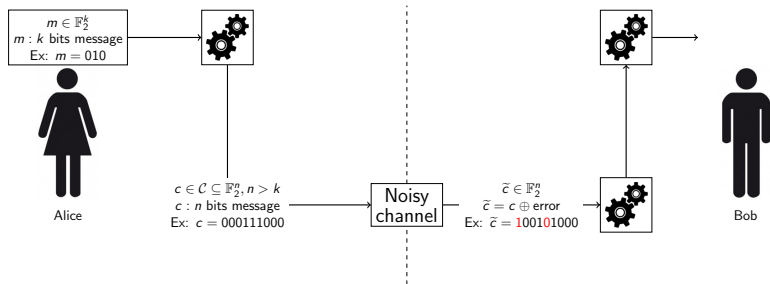 m ∈ 𝔽₂ᵏ
m : k bits message
Ex: m = 010
Alice
c ∈ 𝒞 ⊆ 𝔽₂ⁿ, n > k
c : n bits message
Ex: c = 000111000
Noisy
channel
c̃ ∈ 𝔽₂ⁿ
c̃ = c ⊕ error
Ex: c̃ = 100101000
Bob